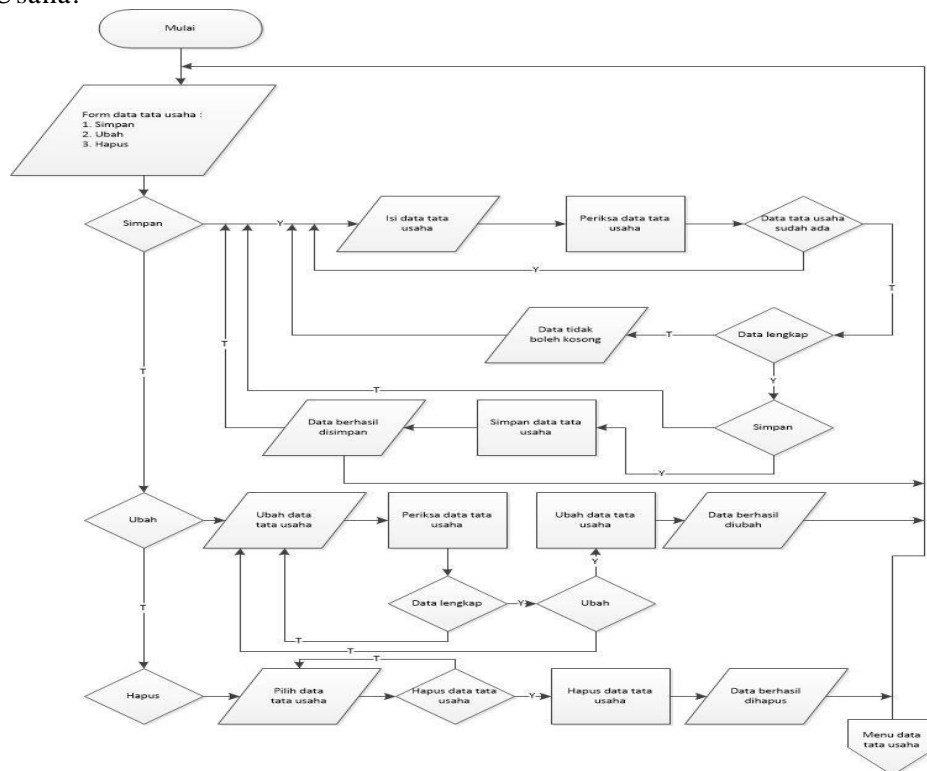 Usaha.
Mulai
Form data tata usaha :
1. Simpan
2. Ubah
3. Hapus
Simpan
Y
Isi data tata
usaha
Periksa data tata
usaha
Data tata usaha
sudah ada
Y
T
Data tidak
boleh kosong
T
Data lengkap
T
Y
T
T
Data berhasil
disimpan
Simpan data tata
usaha
Simpan
Y
Ubah
Ubah data
tata usaha
Periksa data tata
usaha
Ubah data tata
usaha
Data berhasil
diubah
Y
Data lengkap
Y
Ubah
T
T
T
T
Hapus
Pilih data
tata usaha
Hapus data tata
usaha
Y
Hapus data tata
usaha
Data berhasil
dihapus
Menu data
tata usaha